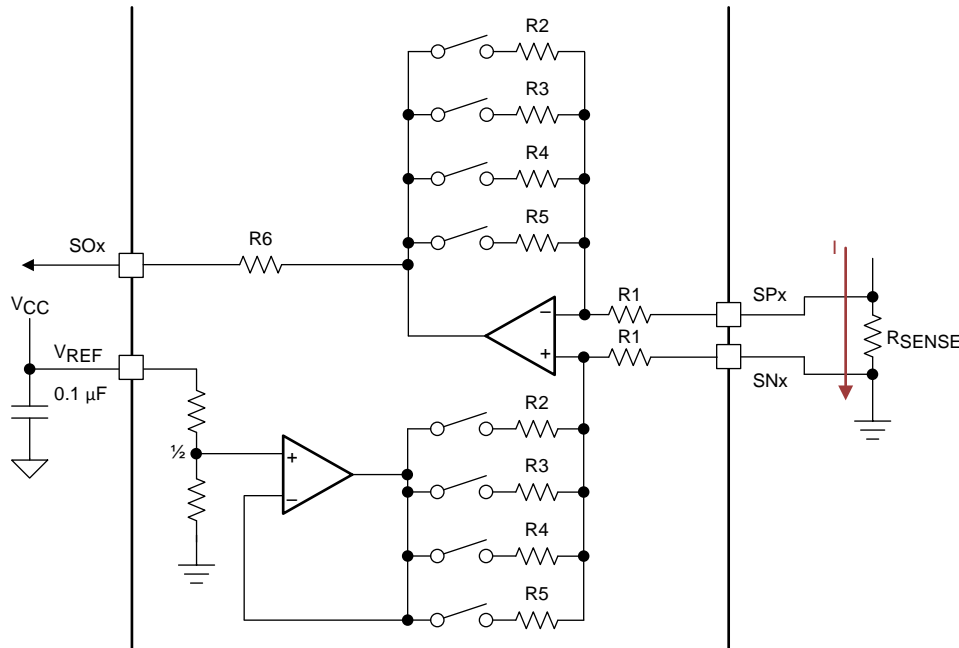 R2
R3
R4
R5
SOx
R6
I
VCC
R1
SPx
−
+
R1
RSENSE
VREF
SNx
0.1 µF
R2
½
+
−
R3
R4
R5